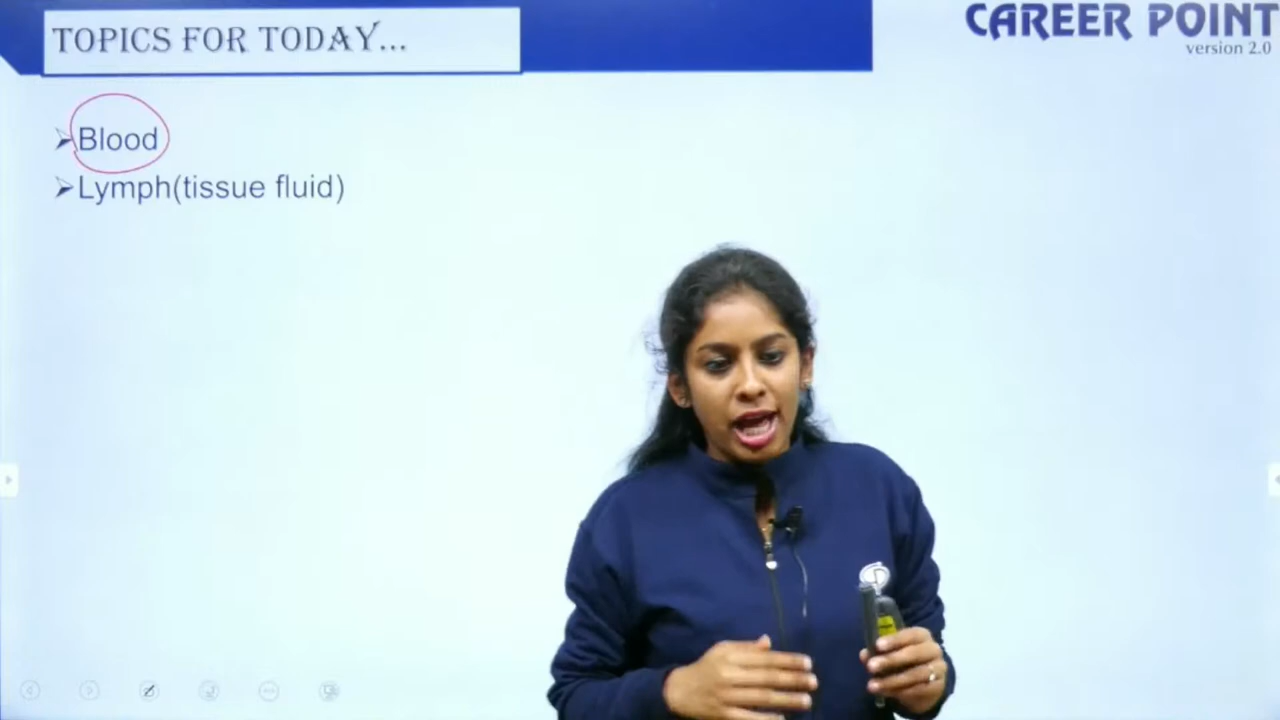 TOPICS FOR TODAY...
CAREER POINT
version 2.0
➢Blood
➢Lymph(tissue fluid)